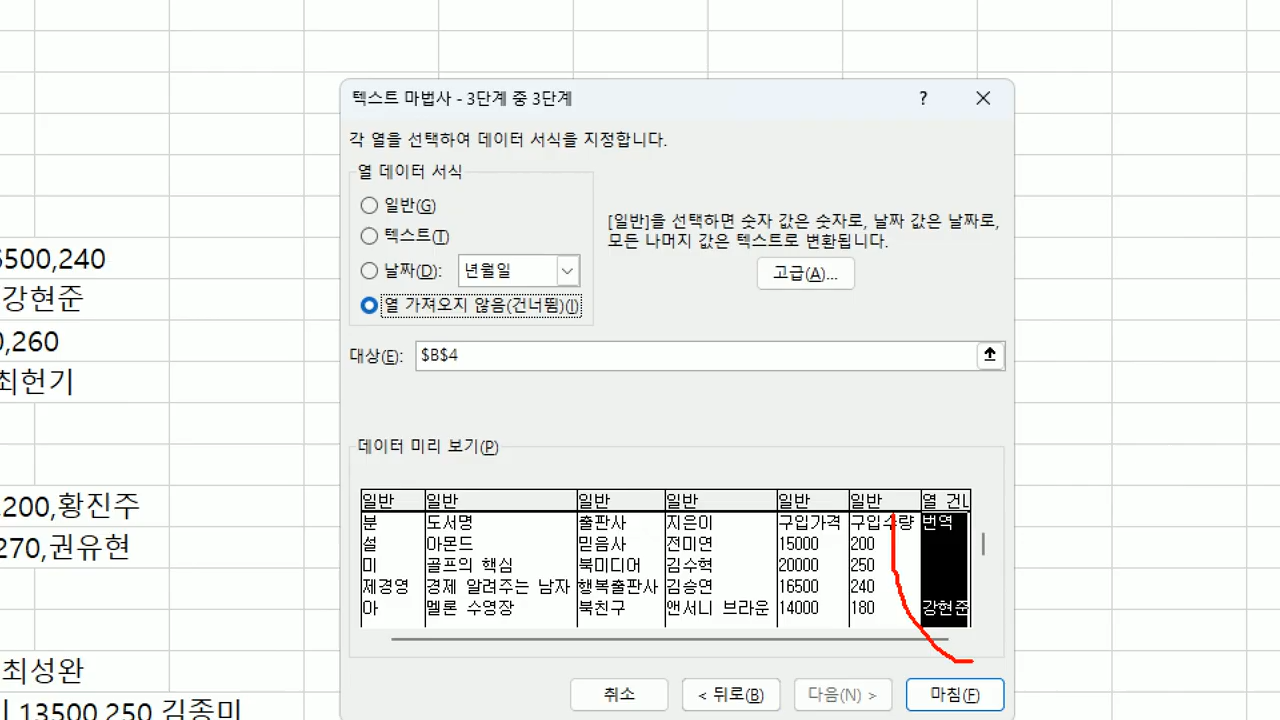 텍스트 마법사 - 3단계 중 3단계 ?
각 열을 선택하여 데이터 서식을 지정합니다.
열 데이터 서식
일반(G)
텍스트(T)
날짜(D): 년월일
열 가져오지 않음(건너뜀)(I)
[일반]을 선택하면 숫자 값은 숫자로, 날짜 값은 날짜로,
모든 나머지 값은 텍스트로 변환됩니다.
고급(A)...
대상(E): $B$4
데이터 미리 보기(P)
일반 일반 일반 일반 일반 일반 열 건너
분 도서명 출판사 지은이 구입가격 구입수량 번역
설 아몬드 믿음사 전미연 15000 200
미 골프의 핵심 북미디어 김수혁 20000 250
제경영 경제 알려주는 남자 행복출판사 김승연 16500 240
아 멜론 수영장 북친구 앤서니 브라운 14000 180 강현준
취소 < 뒤로(B) 다음(N) > 마침(F)
6500,240
강현준
0,260
최헌기
200,황진주
270,권유현
최성완
13500,250,김종미